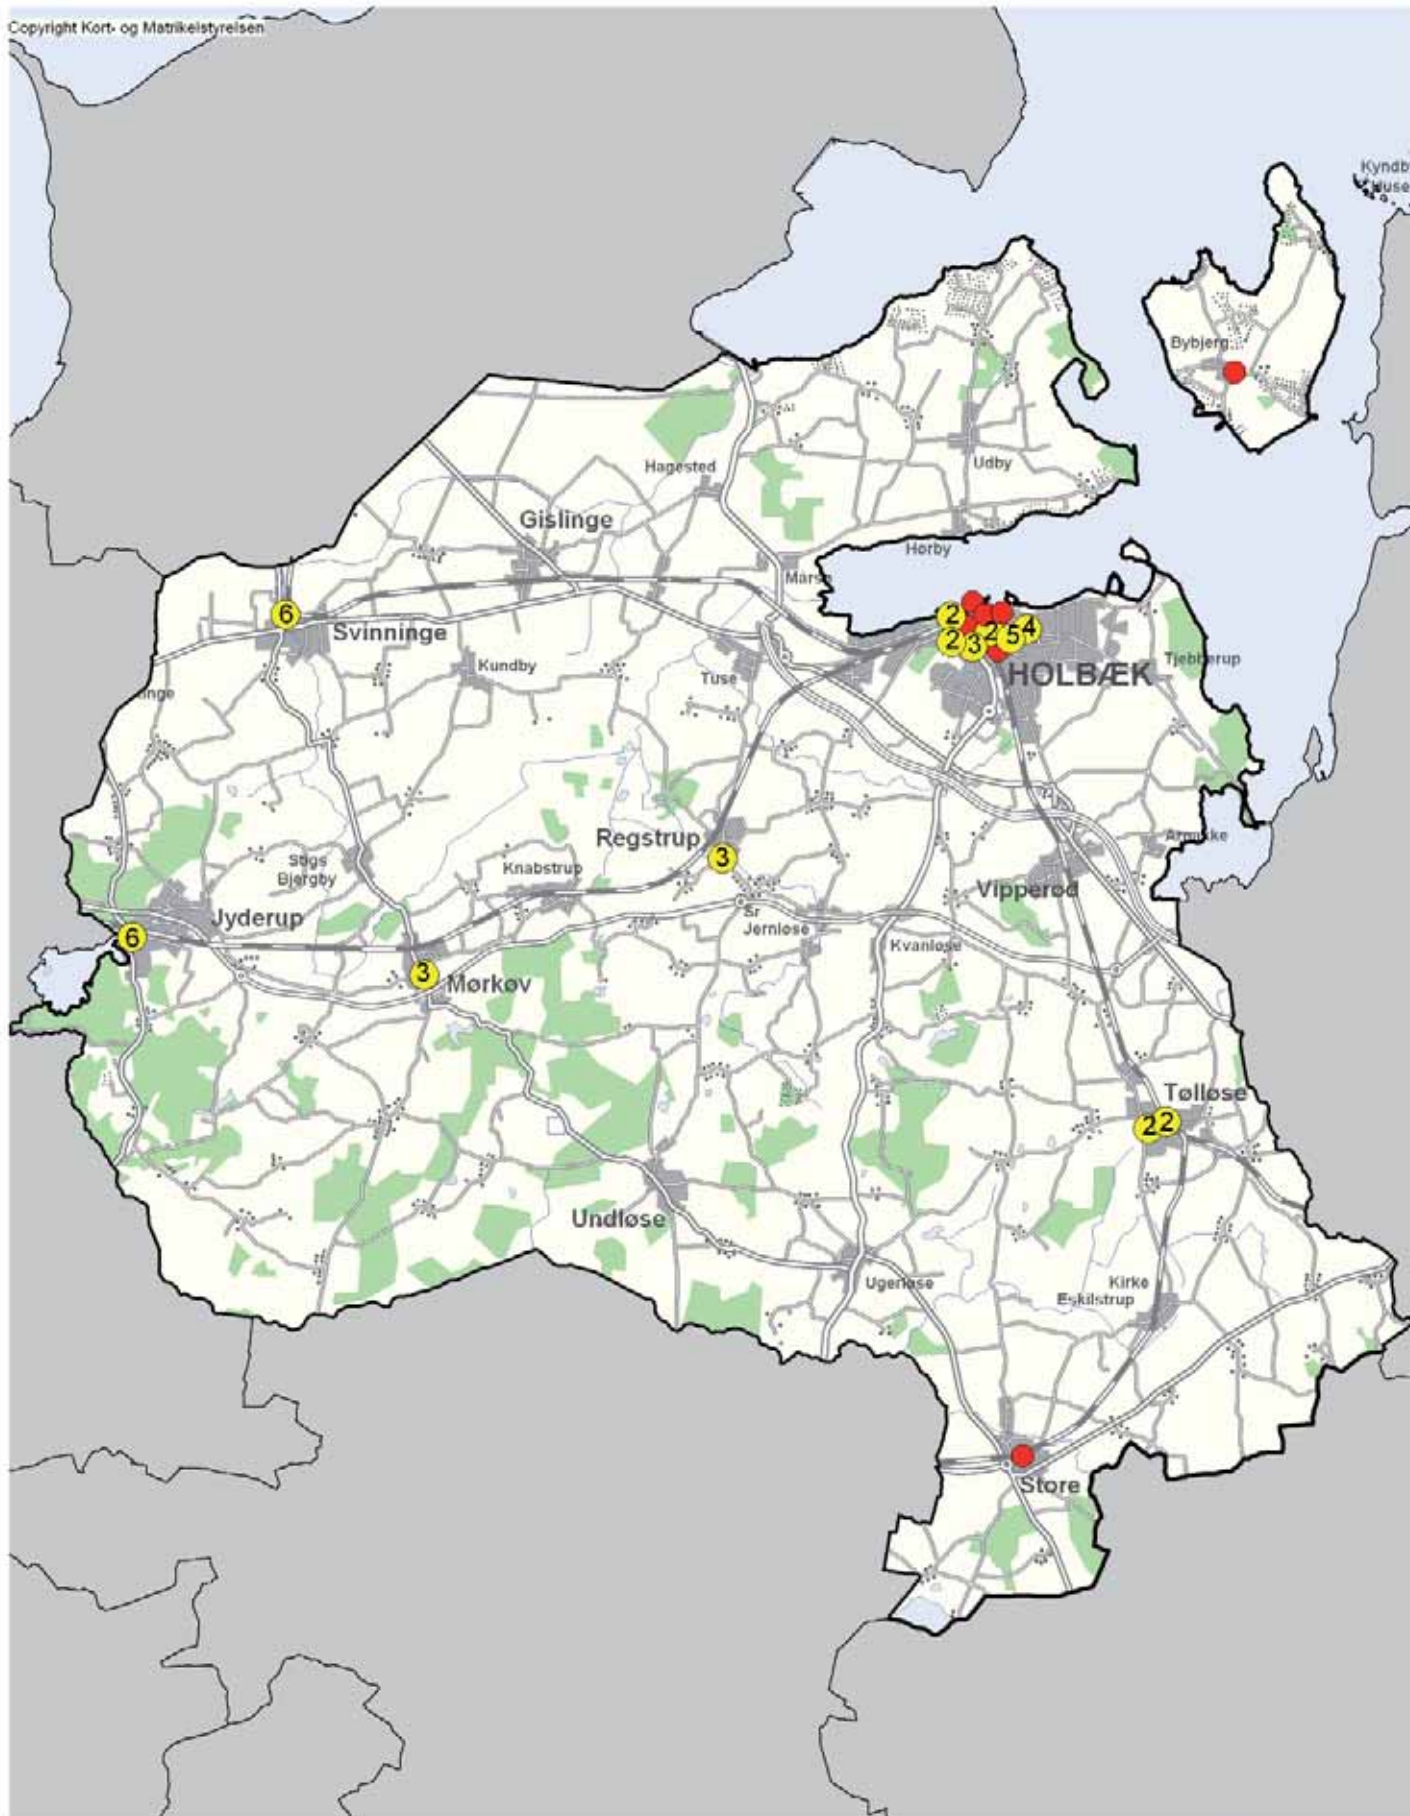 Copyright Kort- og Matrikelstyrelsen
Bybjerg
Hagested
Udby
Gislinge
Hørby
6
Svinninge
Kundby
Tuse
2
2
3
2
5
4
HOLBÆK
Regstrup
3
Stigs
Bjergby
Knabstrup
Vipperød
Jyderup
6
Sr
Jernløse
Kvanløse
3
Mørkøv
Tølløse
2
2
Undløse
Ugerløse
Kirke
Eskilstrup
Store